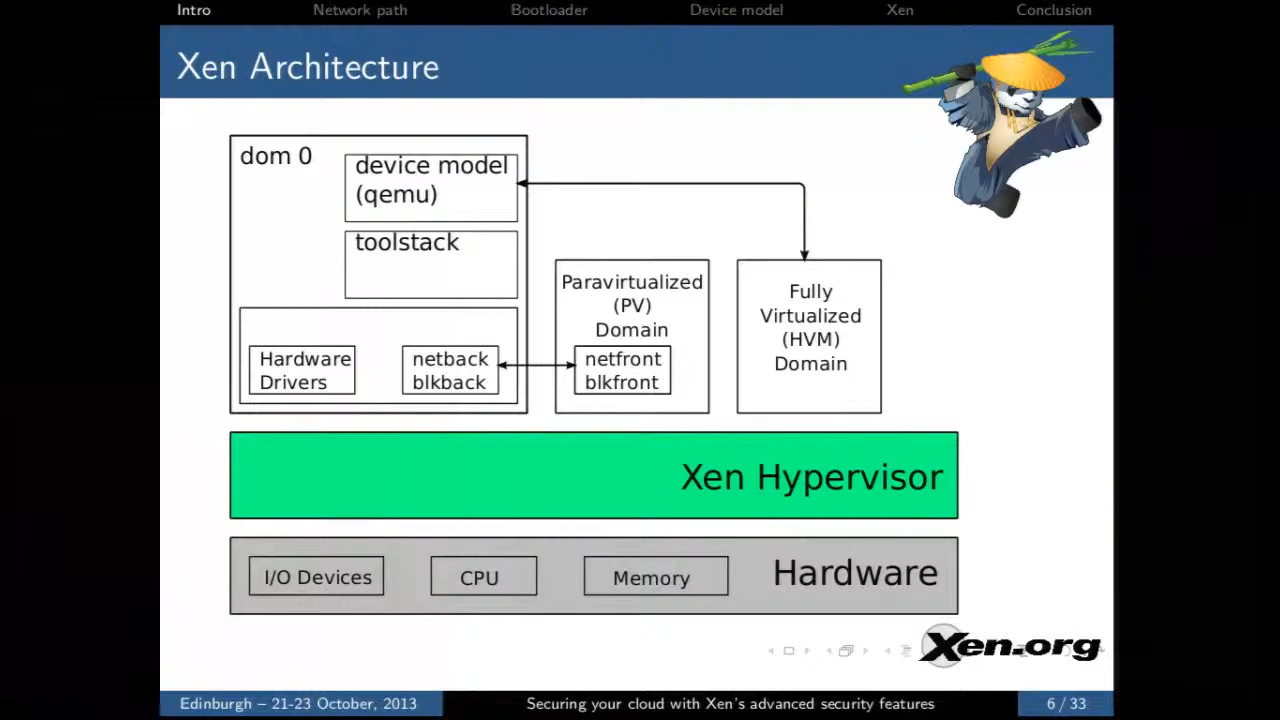 Intro Network path Bootloader Device model Xen Conclusion
Xen Architecture
dom 0
device model
(qemu)
toolstack
Hardware
Drivers
netback
blkback
Paravirtualized
(PV)
Domain
netfront
blkfront
Fully
Virtualized
(HVM)
Domain
Xen Hypervisor
I/O Devices
CPU
Memory
Hardware
Xen.org
Edinburgh – 21-23 October, 2013 Securing your cloud with Xen's advanced security features 6 / 33